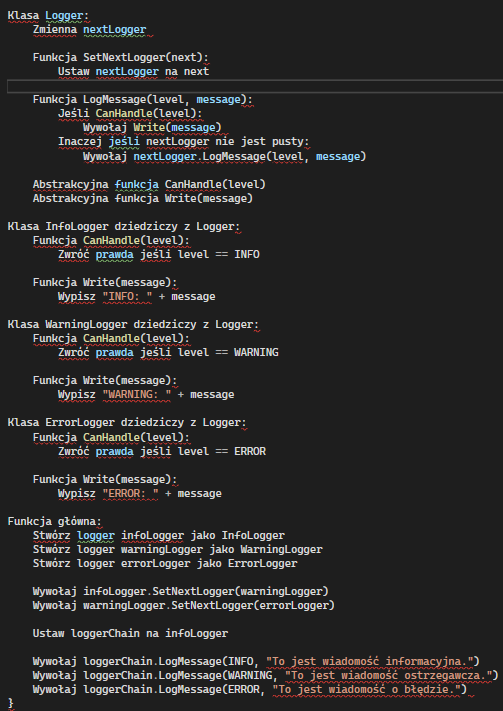 Klasa Logger:
Zmienna nextLogger
Funkcja SetNextLogger(next):
Ustaw nextLogger na next
Funkcja LogMessage(level, message):
Jeśli CanHandle(level):
Wywołaj Write(message)
Inaczej jeśli nextLogger nie jest pusty:
Wywołaj nextLogger.LogMessage(level, message)
Abstrakcyjna funkcja CanHandle(level)
Abstrakcyjna funkcja Write(message)
Klasa InfoLogger dziedziczy z Logger:
Funkcja CanHandle(level):
Zwróć prawda jeśli level == INFO
Funkcja Write(message):
Wypisz "INFO: " + message
Klasa WarningLogger dziedziczy z Logger:
Funkcja CanHandle(level):
Zwróć prawda jeśli level == WARNING
Funkcja Write(message):
Wypisz "WARNING: " + message
Klasa ErrorLogger dziedziczy z Logger:
Funkcja CanHandle(level):
Zwróć prawda jeśli level == ERROR
Funkcja Write(message):
Wypisz "ERROR: " + message
Funkcja główna:
Stwórz logger infoLogger jako InfoLogger
Stwórz logger warningLogger jako WarningLogger
Stwórz logger errorLogger jako ErrorLogger
Wywołaj infoLogger.SetNextLogger(warningLogger)
Wywołaj warningLogger.SetNextLogger(errorLogger)
Ustaw loggerChain na infoLogger
Wywołaj loggerChain.LogMessage(INFO, "To jest wiadomość informacyjna.")
Wywołaj loggerChain.LogMessage(WARNING, "To jest wiadomość ostrzegawcza.")
Wywołaj loggerChain.LogMessage(ERROR, "To jest wiadomość o błędzie.")
}